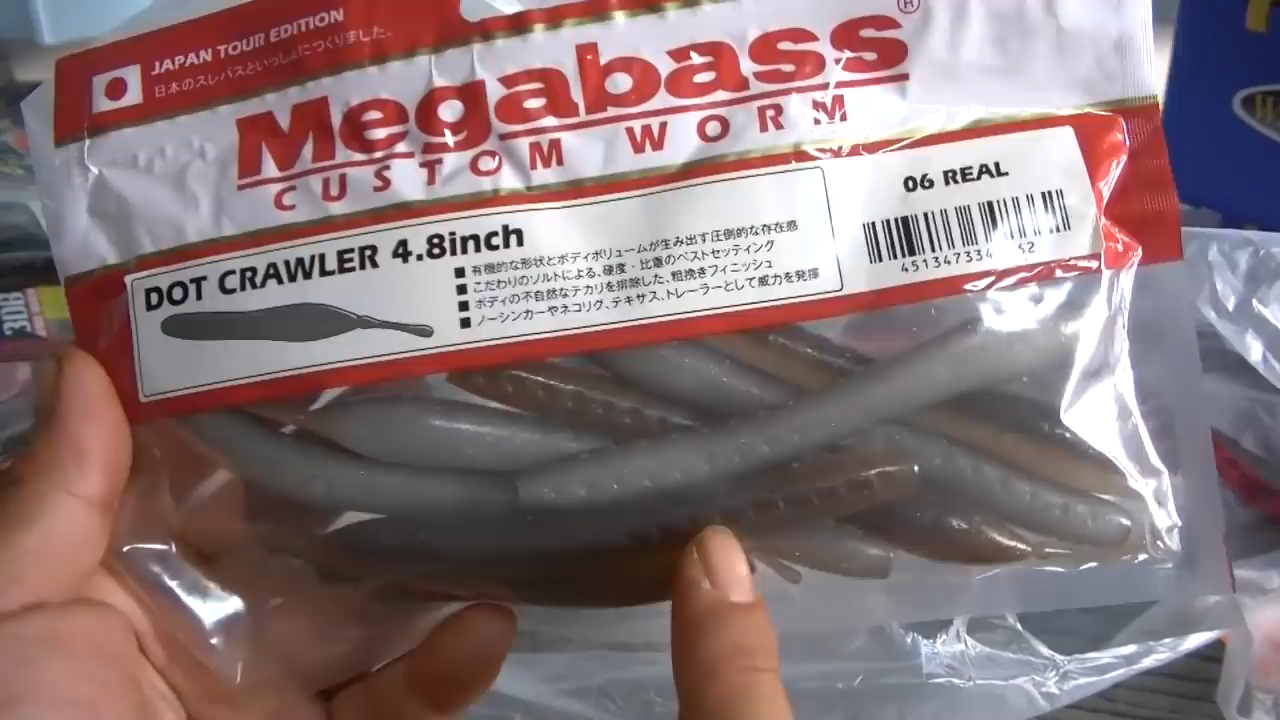 JAPAN TOUR EDITION
日本のスレバスといっしょにつくりました。
Megabass®
CUSTOM WORM
06 REAL
DOT CRAWLER 4.8inch
■ 有機的な形状とボディボリュームが生み出す圧倒的な存在感
■ こだわりのソルトによる、硬度・比重のベストセッティング
■ ボディの不自然なテカリを排除した、粗挽きフィニッシュ
■ ノーシンカーやネコリグ、テキサス、トレーラーとして威力を発揮
451347334 52
30B